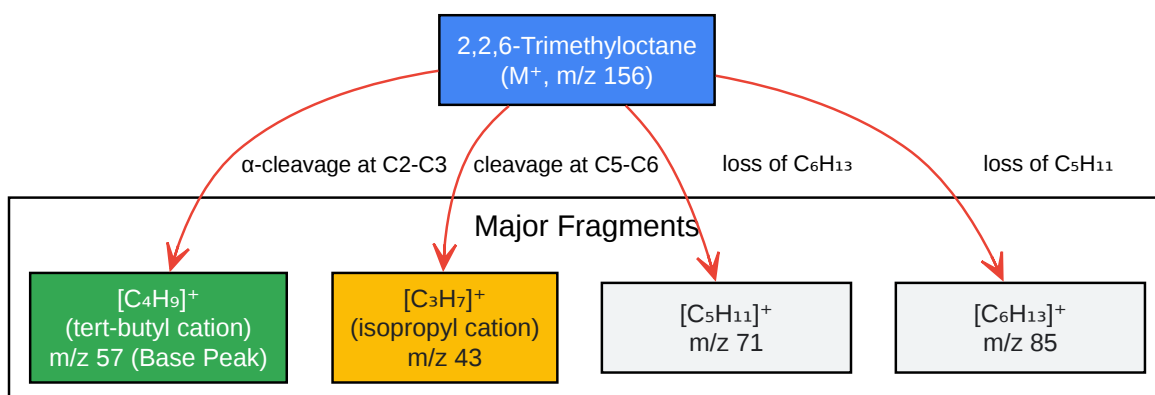 2,2,6-Trimethyloctane
(M⁺, m/z 156)
α-cleavage at C2-C3
cleavage at C5-C6
loss of C₆H₁₃
loss of C₅H₁₁
Major Fragments
[C₄H₉]⁺
(tert-butyl cation)
m/z 57 (Base Peak)
[C₃H₇]⁺
(isopropyl cation)
m/z 43
[C₅H₁₁]⁺
m/z 71
[C₆H₁₃]⁺
m/z 85